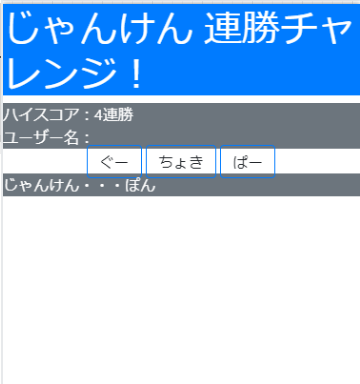 じゃんけん 連勝チャ
レンジ！
ハイスコア：4連勝
ユーザー名：
ぐー ちょき ぱー
じゃんけん・・・ぽん